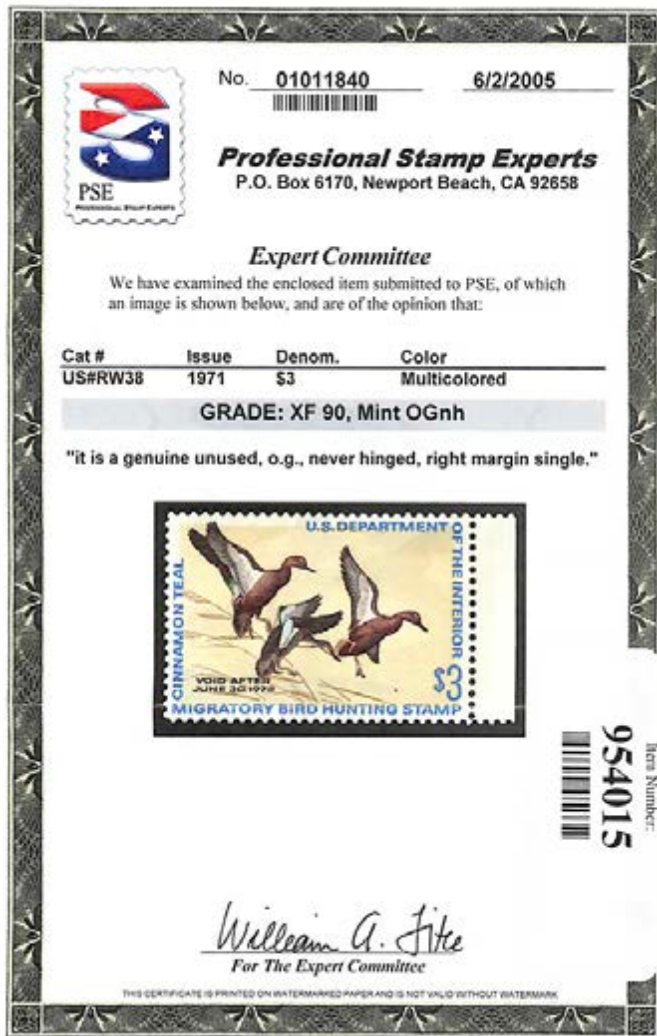 No. 01011840 6/2/2005
PSE
PROFESSIONAL STAMP EXPERTS
Professional Stamp Experts
P.O. Box 6170, Newport Beach, CA 92658
Expert Committee
We have examined the enclosed item submitted to PSE, of which
an image is shown below, and are of the opinion that:
Cat # Issue Denom. Color
US#RW38 1971 $3 Multicolored
GRADE: XF 90, Mint OGnh
"it is a genuine unused, o.g., never hinged, right margin single."
U.S. DEPARTMENT
OF THE INTERIOR
CINNAMON TEAL
VOID AFTER
JUNE 30 1972
$3
MIGRATORY BIRD HUNTING STAMP
Item Number:
954015
William A. Litle
For The Expert Committee
THIS CERTIFICATE IS PRINTED ON WATERMARKED PAPER AND IS NOT VALID WITHOUT WATERMARK